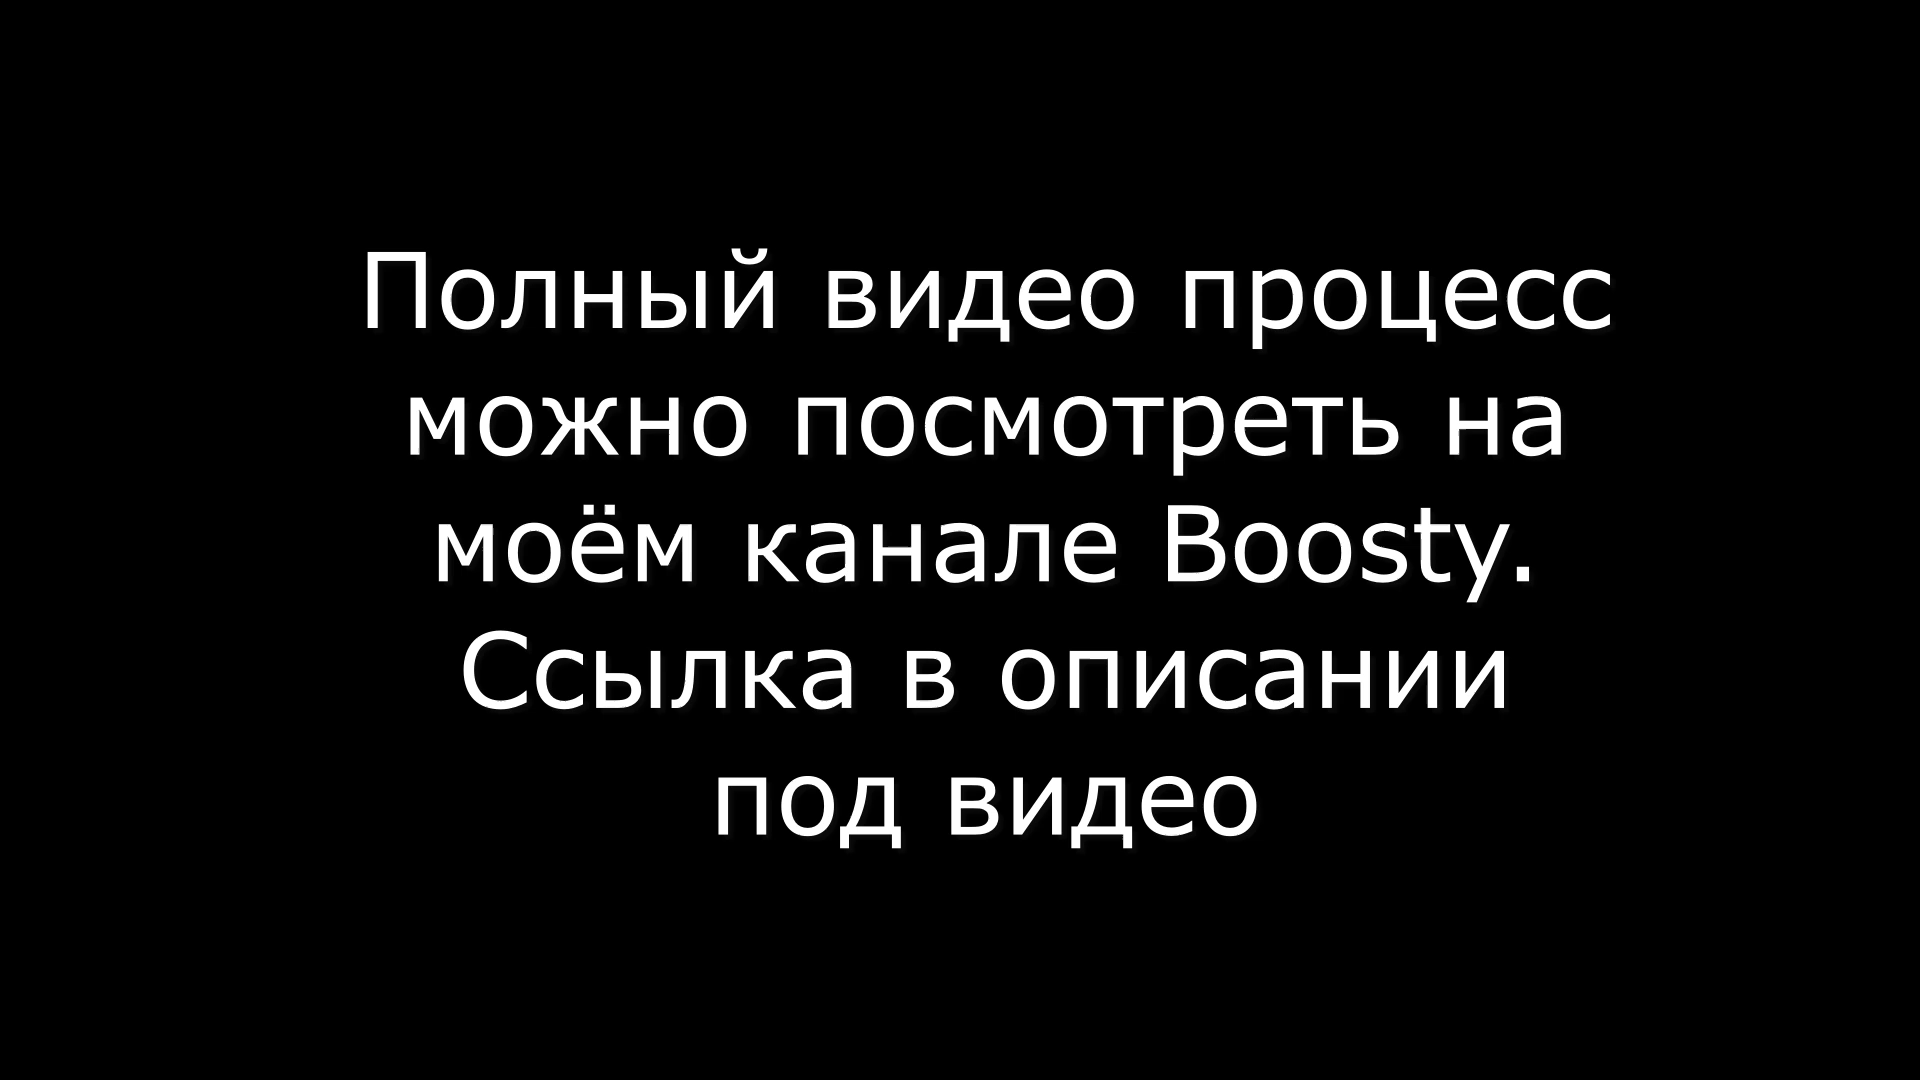 Полный видео процесс
можно посмотреть на
моём канале Boosty.
Ссылка в описании
под видео